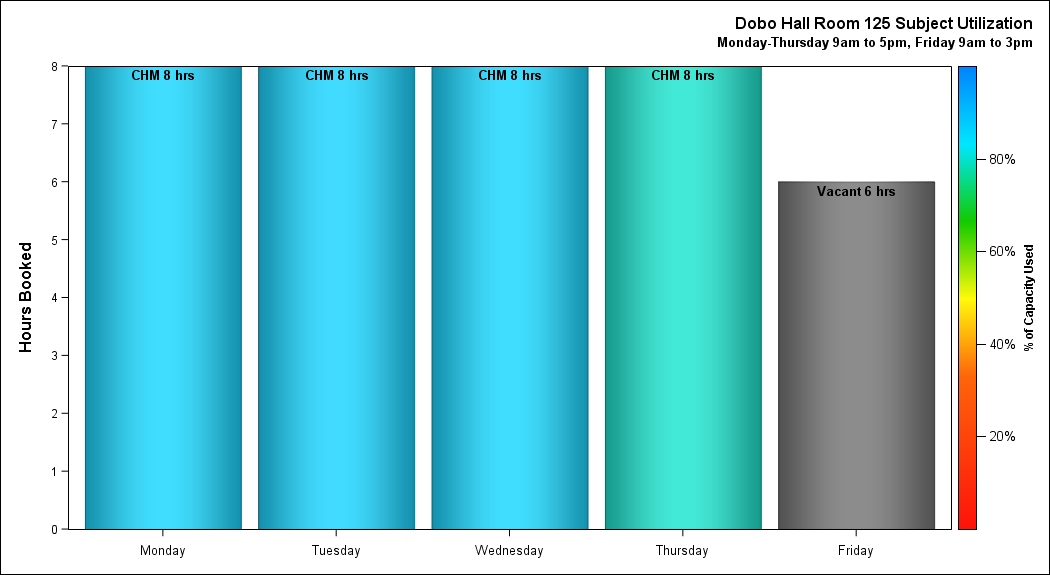 Dobo Hall Room 125 Subject Utilization
Monday-Thursday 9am to 5pm, Friday 9am to 3pm
Hours Booked
8
7
6
5
4
3
2
1
0
CHM 8 hrs
CHM 8 hrs
CHM 8 hrs
CHM 8 hrs
Vacant 6 hrs
Monday
Tuesday
Wednesday
Thursday
Friday
80%
60%
40%
20%
% of Capacity Used